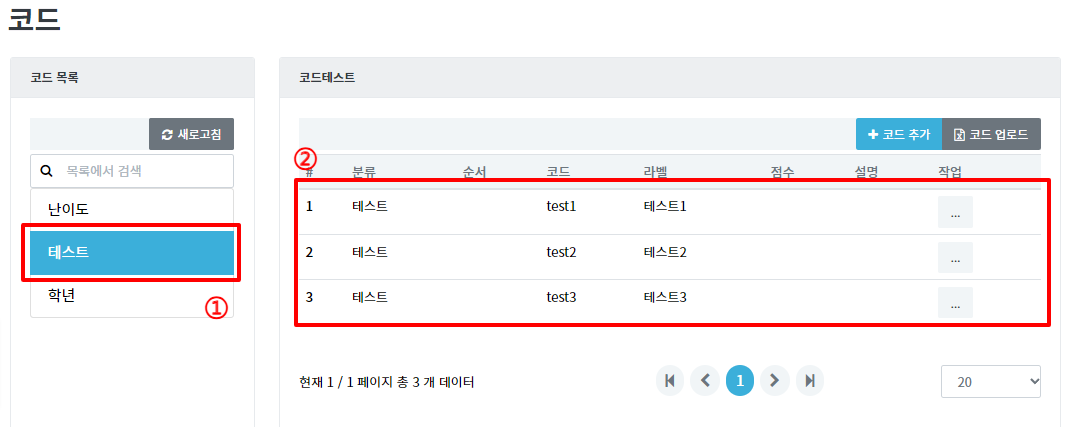 코드
코드 목록
새로고침
목록에서 검색
난이도
테스트
학년
①
코드테스트
+ 코드 추가 코드 업로드
②
# 분류 순서 코드 라벨 점수 설명 작업
1 테스트 test1 테스트1 ...
2 테스트 test2 테스트2 ...
3 테스트 test3 테스트3 ...
현재 1 / 1 페이지 총 3 개 데이터 1 20